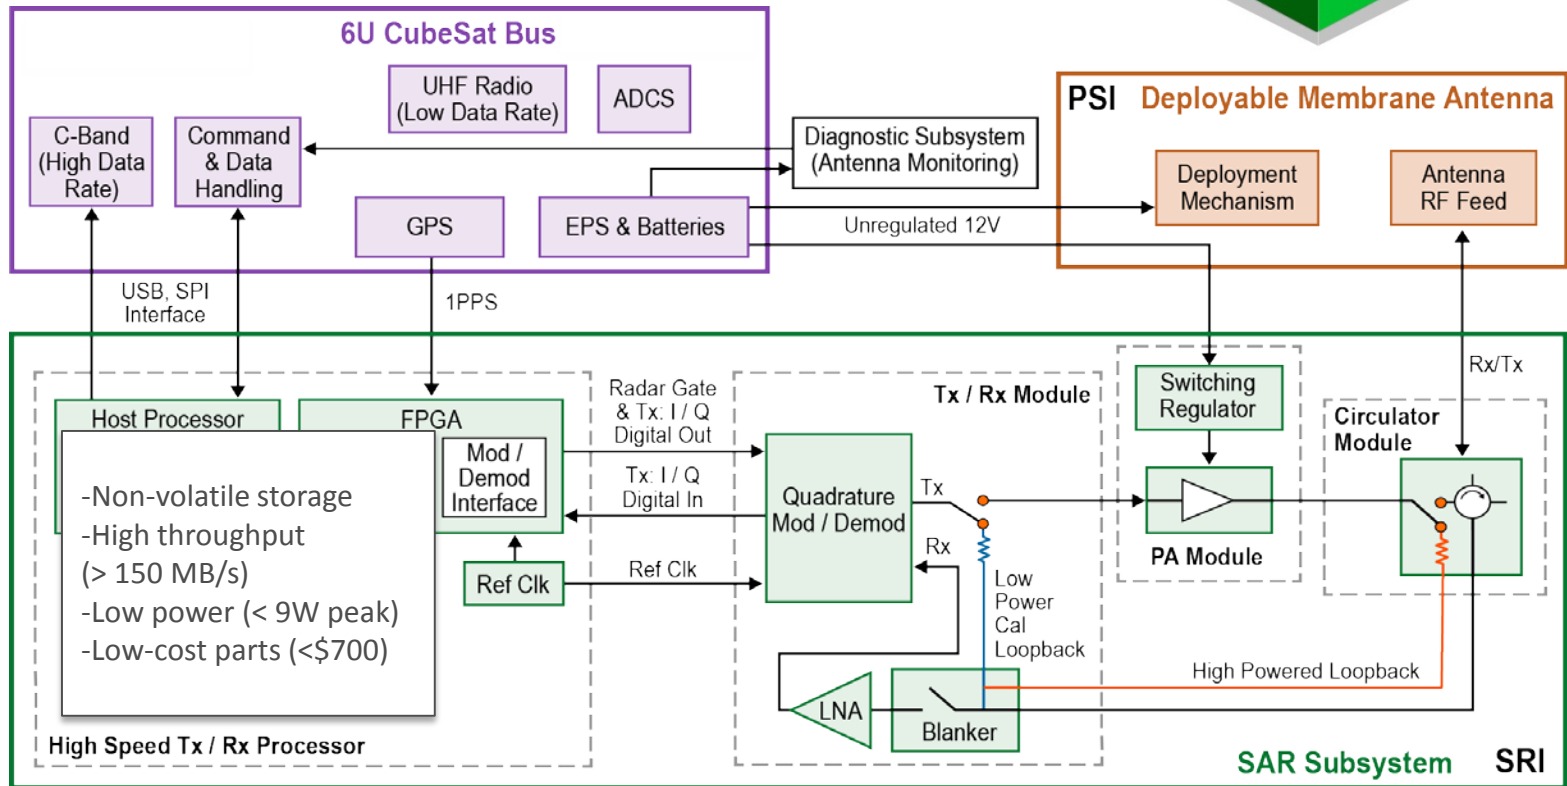 6U CubeSat Bus
UHF Radio
(Low Data Rate)
ADCS
C-Band
(High Data
Rate)
Command
& Data
Handling
GPS
EPS & Batteries
Diagnostic Subsystem
(Antenna Monitoring)
PSI Deployable Membrane Antenna
Deployment
Mechanism
Antenna
RF Feed
Unregulated 12V
USB, SPI
Interface
1PPS
Rx/Tx
Host Processor
FPGA
Mod /
Demod
Interface
-Non-volatile storage
-High throughput
(> 150 MB/s)
-Low power (< 9W peak)
-Low-cost parts (<$700)
Ref Clk
High Speed Tx / Rx Processor
Radar Gate
& Tx: I / Q
Digital Out
Tx: I / Q
Digital In
Ref Clk
Tx / Rx Module
Quadrature
Mod / Demod
Tx
Rx
Low
Power
Cal
Loopback
LNA
Blanker
Switching
Regulator
PA Module
Circulator
Module
High Powered Loopback
SAR Subsystem SRI